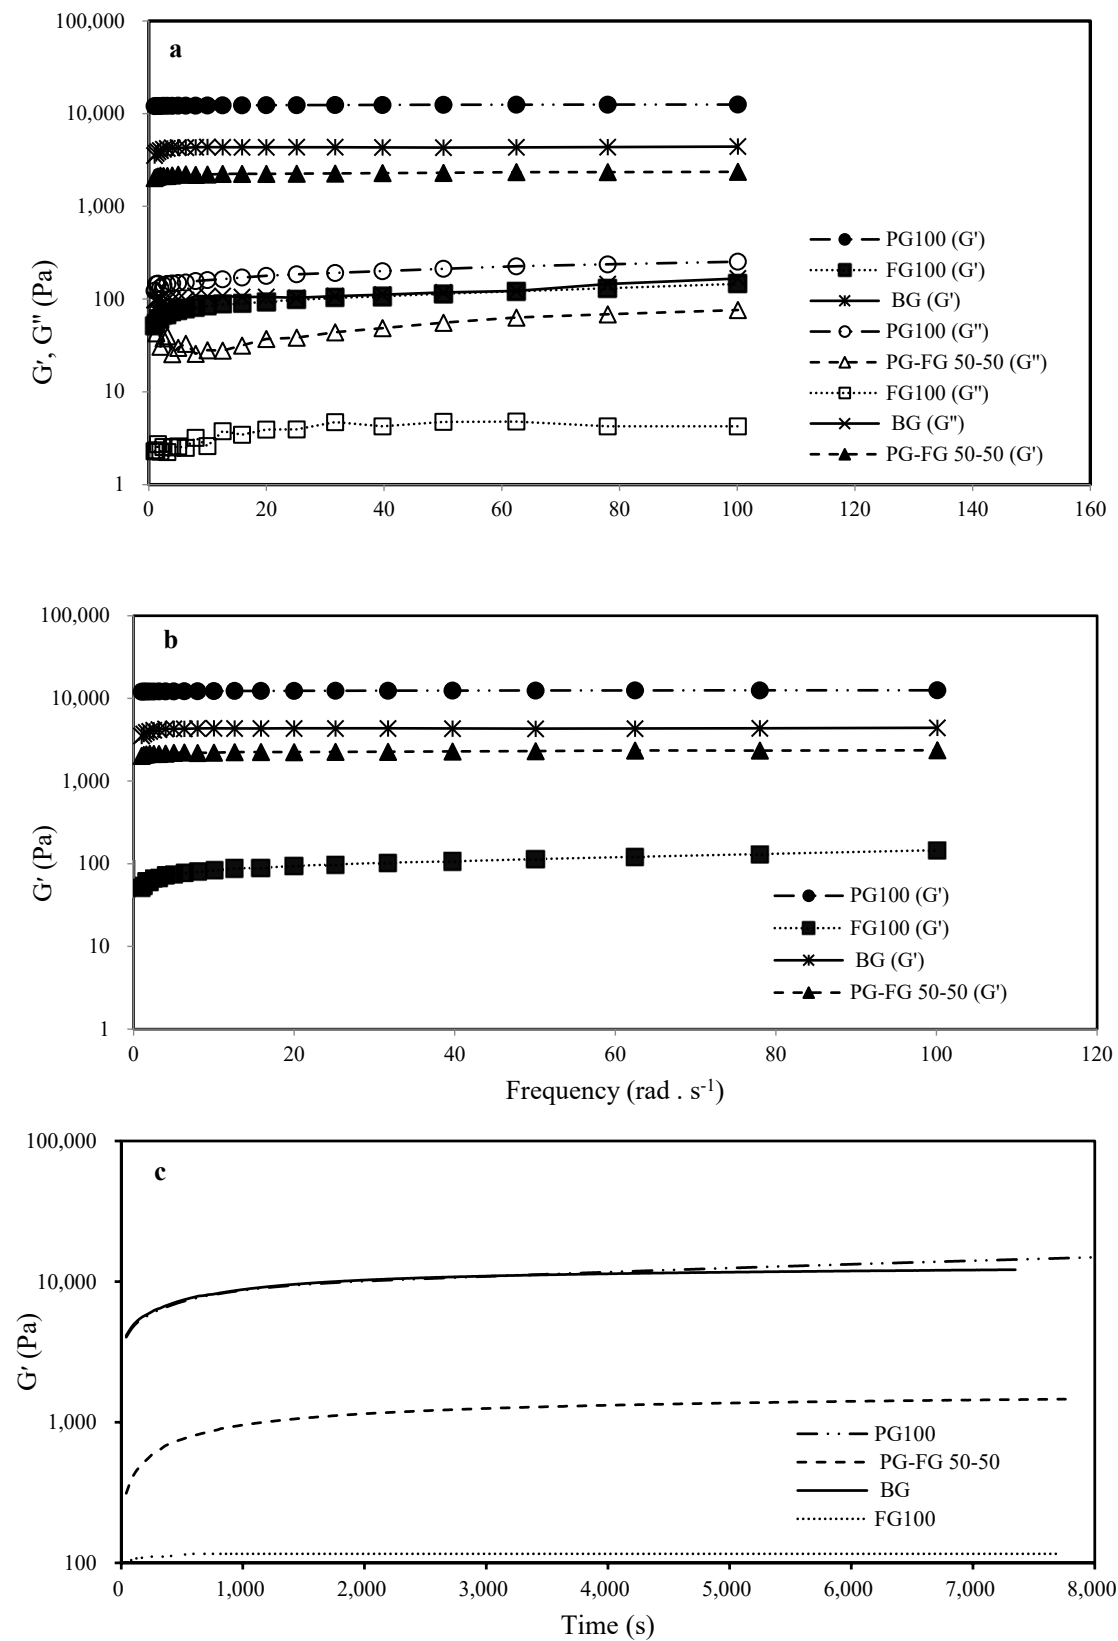 100,000
a
10,000
1,000
100
10
1
G', G" (Pa)
PG100 (G')
FG100 (G')
BG (G')
PG100 (G")
PG-FG 50-50 (G")
FG100 (G")
BG (G")
PG-FG 50-50 (G')
0 20 40 60 80 100 120 140 160
100,000
b
10,000
1,000
100
10
1
G' (Pa)
PG100 (G')
FG100 (G')
BG (G')
PG-FG 50-50 (G')
0 20 40 60 80 100 120
Frequency (rad . s-1)
100,000
c
10,000
1,000
100
G' (Pa)
PG100
PG-FG 50-50
BG
FG100
0 1,000 2,000 3,000 4,000 5,000 6,000 7,000 8,000
Time (s)